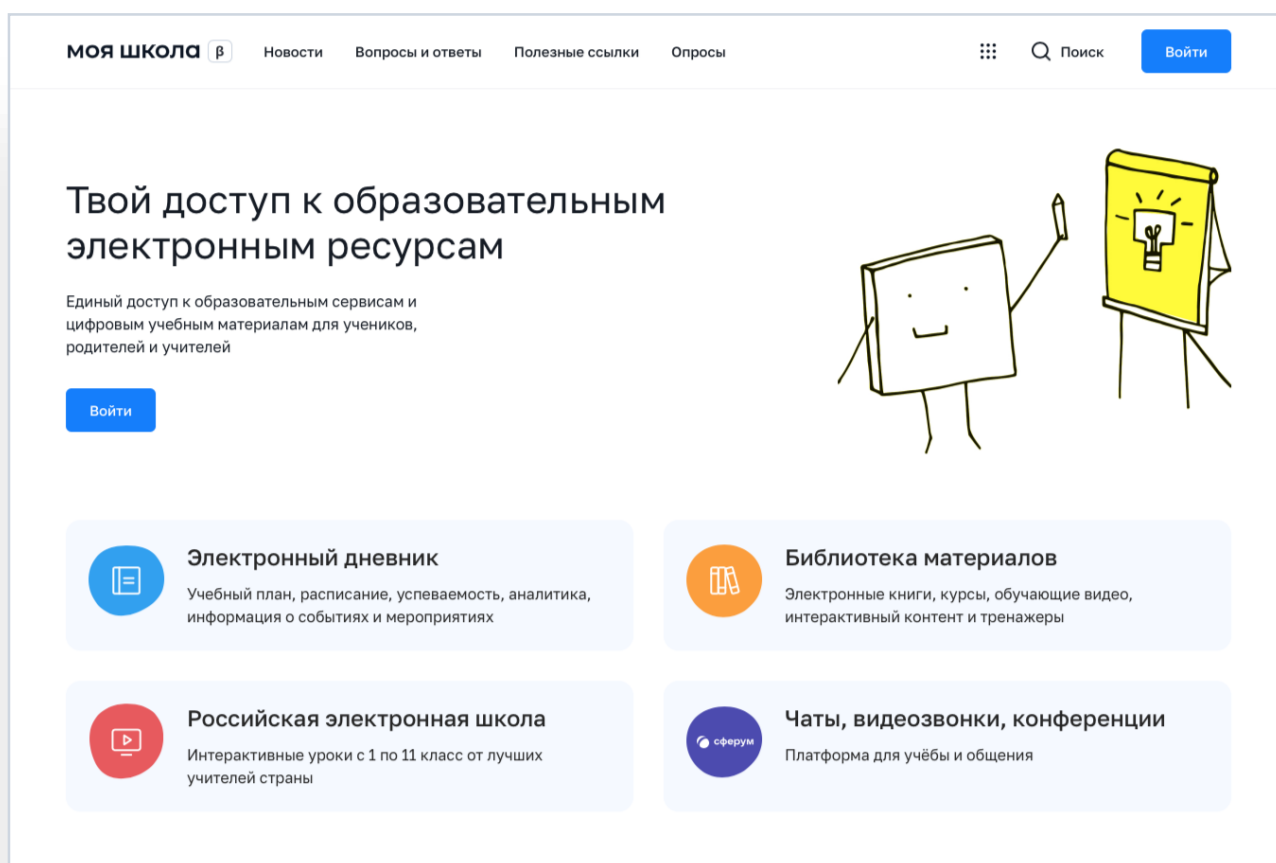 моя школа β Новости Вопросы и ответы Полезные ссылки Опросы Поиск Войти
Твой доступ к образовательным
электронным ресурсам
Единый доступ к образовательным сервисам и
цифровым учебным материалам для учеников,
родителей и учителей
Войти
Электронный дневник
Учебный план, расписание, успеваемость, аналитика,
информация о событиях и мероприятиях
Библиотека материалов
Электронные книги, курсы, обучающие видео,
интерактивный контент и тренажеры
Российская электронная школа
Интерактивные уроки с 1 по 11 класс от лучших
учителей страны
сферум
Чаты, видеозвонки, конференции
Платформа для учёбы и общения